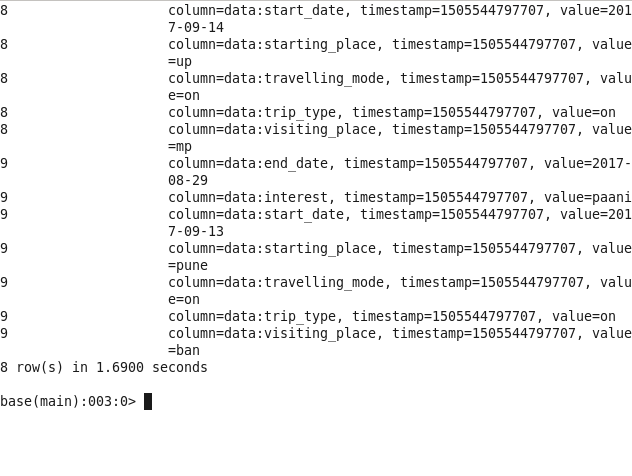 8 column=data:start_date, timestamp=1505544797707, value=201
7-09-14
8 column=data:starting_place, timestamp=1505544797707, value
=up
8 column=data:travelling_mode, timestamp=1505544797707, valu
e=on
8 column=data:trip_type, timestamp=1505544797707, value=on
8 column=data:visiting_place, timestamp=1505544797707, value
=mp
9 column=data:end_date, timestamp=1505544797707, value=2017-
08-29
9 column=data:interest, timestamp=1505544797707, value=paani
9 column=data:start_date, timestamp=1505544797707, value=201
7-09-13
9 column=data:starting_place, timestamp=1505544797707, value
=pune
9 column=data:travelling_mode, timestamp=1505544797707, valu
e=on
9 column=data:trip_type, timestamp=1505544797707, value=on
9 column=data:visiting_place, timestamp=1505544797707, value
=ban
8 row(s) in 1.6900 seconds
base(main):003:0>